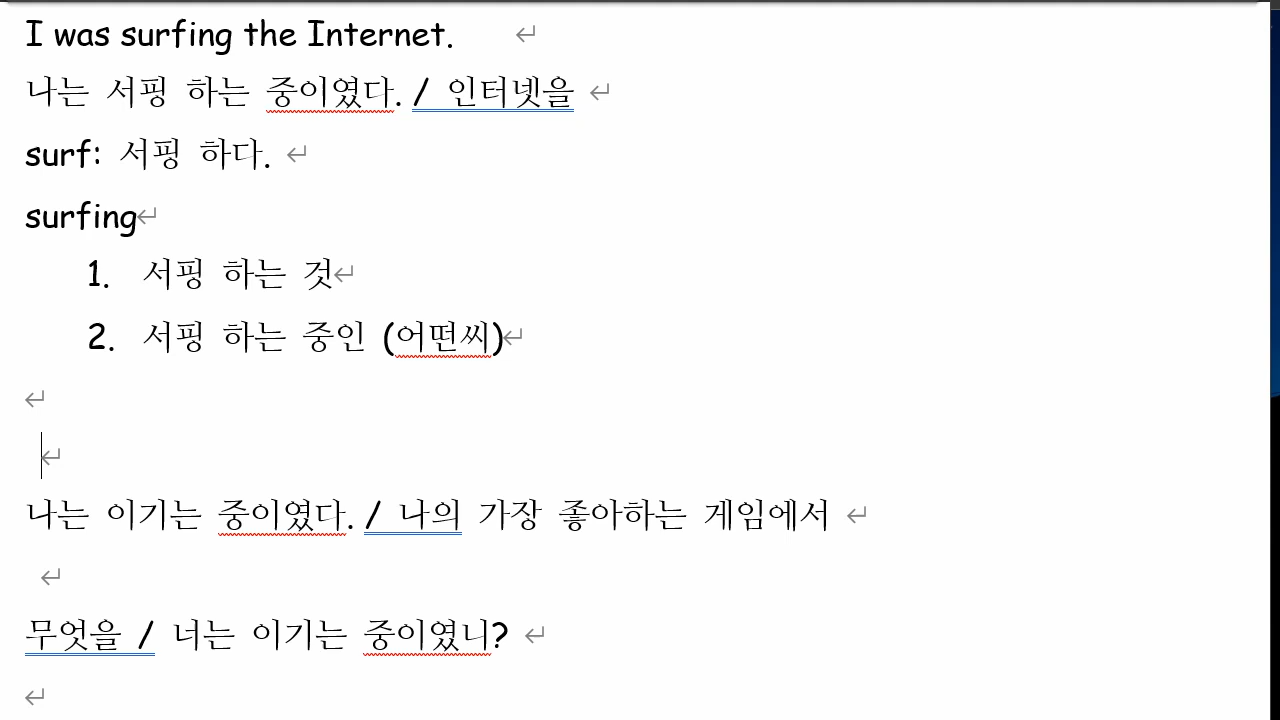 I was surfing the Internet.
나는 서핑 하는 중이였다. / 인터넷을
surf: 서핑 하다.
surfing
1. 서핑 하는 것
2. 서핑 하는 중인 (어떤씨)
나는 이기는 중이였다. / 나의 가장 좋아하는 게임에서
무엇을 / 너는 이기는 중이였니?